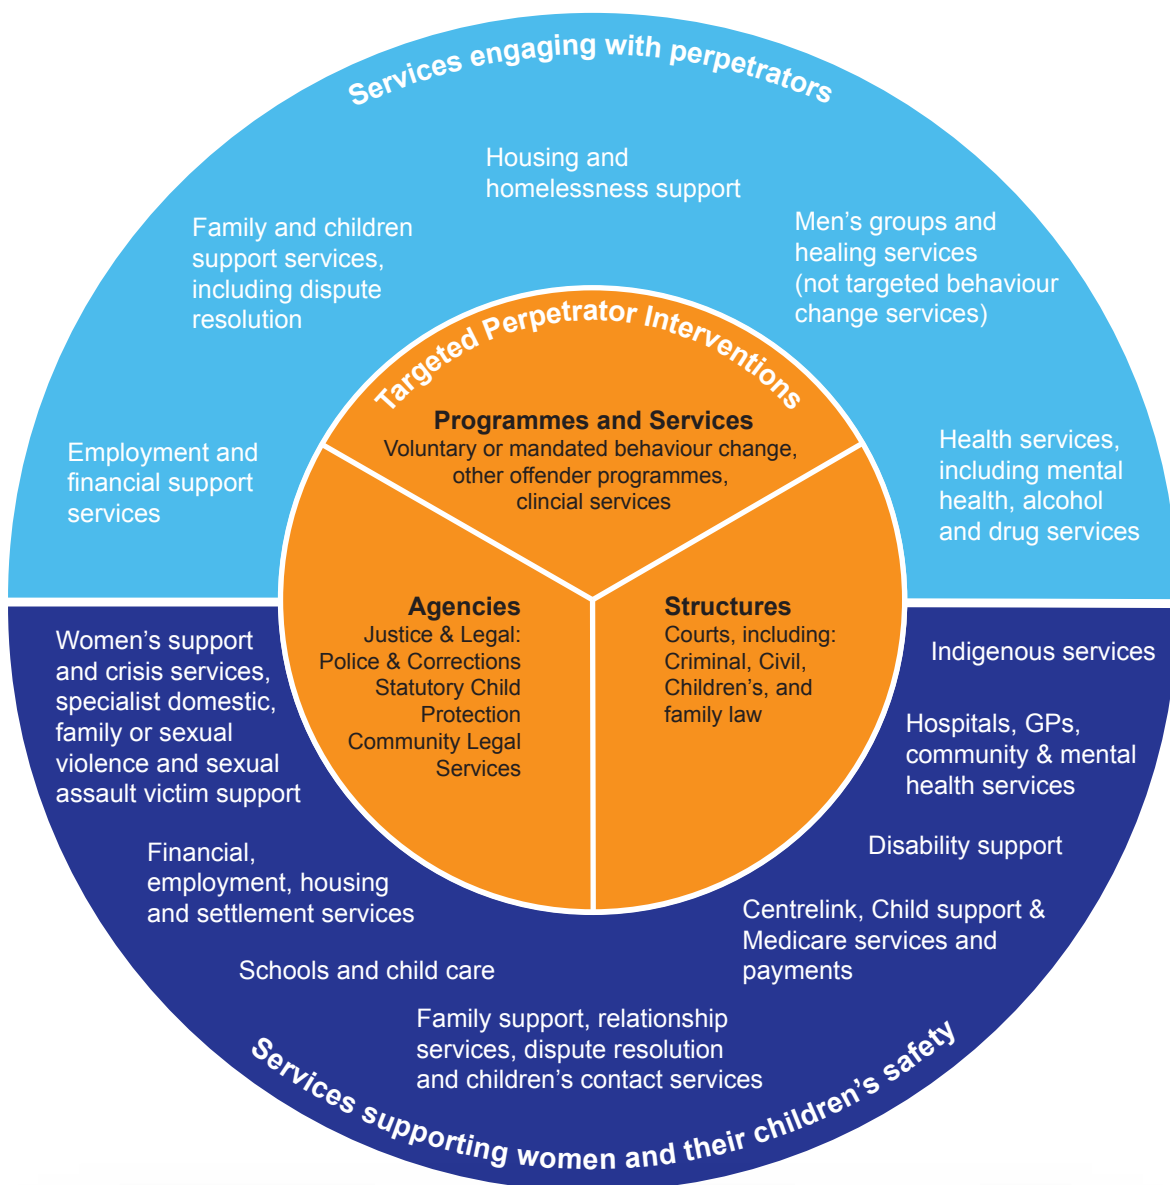 Services engaging with perpetrators
Housing and
homelessness support
Family and children
support services,
including dispute
resolution
Men’s groups and
healing services
(not targeted behaviour
change services)
Employment and
financial support
services
Health services,
including mental
health, alcohol
and drug services
Targeted Perpetrator Interventions
Programmes and Services
Voluntary or mandated behaviour change,
other offender programmes,
clincial services
Agencies
Justice & Legal:
Police & Corrections
Statutory Child
Protection
Community Legal
Services
Structures
Courts, including:
Criminal, Civil,
Children’s, and
family law
Women’s support
and crisis services,
specialist domestic,
family or sexual
violence and sexual
assault victim support
Financial,
employment, housing
and settlement services
Schools and child care
Family support, relationship
services, dispute resolution
and children’s contact services
Indigenous services
Hospitals, GPs,
community & mental
health services
Disability support
Centrelink, Child support &
Medicare services and
payments
Services supporting women and their children’s safety